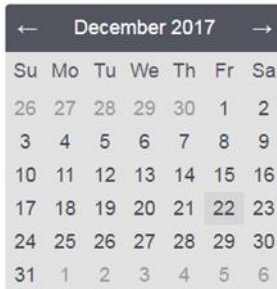 ← December 2017 →
Su Mo Tu We Th Fr Sa
26 27 28 29 30 1 2
3 4 5 6 7 8 9
10 11 12 13 14 15 16
17 18 19 20 21 22 23
24 25 26 27 28 29 30
31 1 2 3 4 5 6